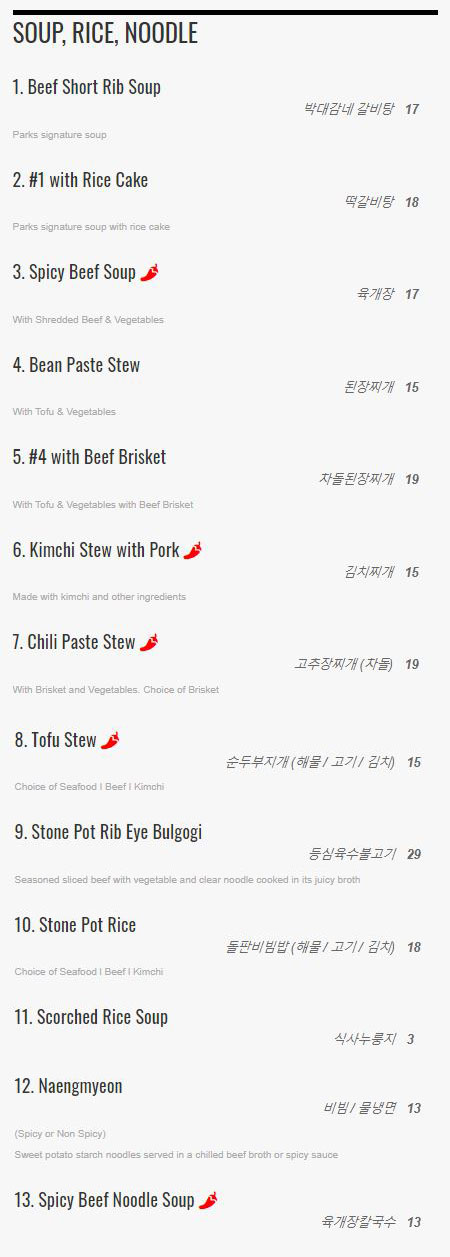 SOUP, RICE, NOODLE
1. Beef Short Rib Soup
박대감네 갈비탕 17
Parks signature soup
2. #1 with Rice Cake
떡갈비탕 18
Parks signature soup with rice cake
3. Spicy Beef Soup
육개장 17
With Shredded Beef & Vegetables
4. Bean Paste Stew
된장찌개 15
With Tofu & Vegetables
5. #4 with Beef Brisket
차돌된장찌개 19
With Tofu & Vegetables with Beef Brisket
6. Kimchi Stew with Pork
김치찌개 15
Made with kimchi and other ingredients
7. Chili Paste Stew
고추장찌개 (차돌) 19
With Brisket and Vegetables. Choice of Brisket
8. Tofu Stew
순두부지개 (해물 / 고기 / 김치) 15
Choice of Seafood l Beef l Kimchi
9. Stone Pot Rib Eye Bulgogi
등심육수불고기 29
Seasoned sliced beef with vegetable and clear noodle cooked in its juicy broth
10. Stone Pot Rice
돌판비빔밥 (해물 / 고기 / 김치) 18
Choice of Seafood l Beef l Kimchi
11. Scorched Rice Soup
식사누룽지 3
12. Naengmyeon
비빔 / 물냉면 13
(Spicy or Non Spicy)
Sweet potato starch noodles served in a chilled beef broth or spicy sauce
13. Spicy Beef Noodle Soup
육개장칼국수 13